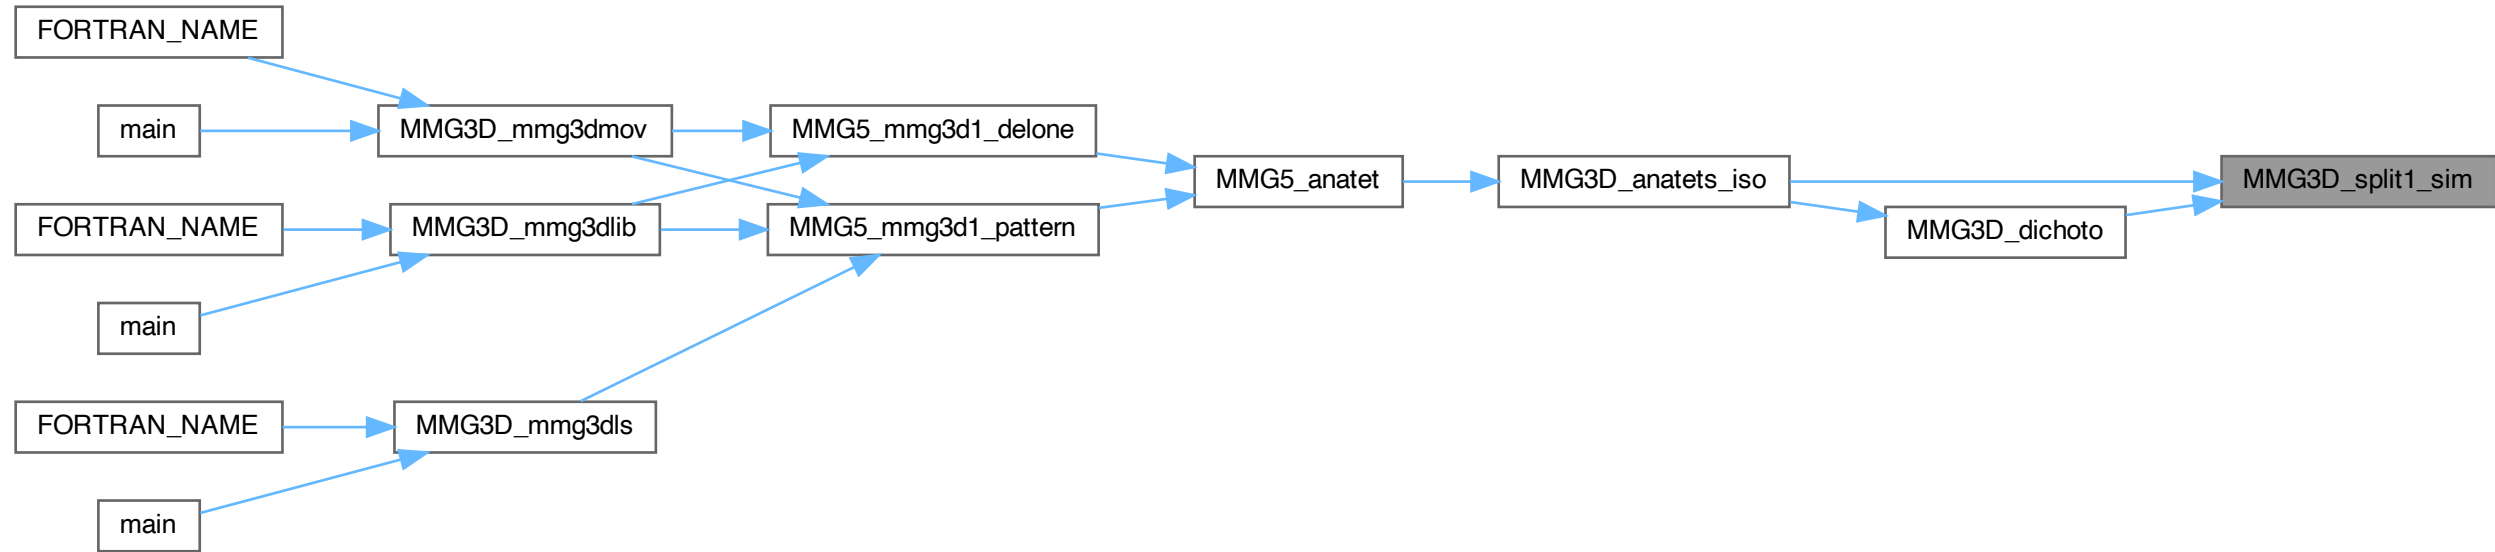 FORTRAN_NAME
main
MMG3D_mmg3dmov
MMG5_mmg3d1_delone
MMG5_anatet
MMG3D_anatets_iso
MMG3D_split1_sim
FORTRAN_NAME
MMG3D_mmg3dlib
MMG5_mmg3d1_pattern
MMG3D_dichoto
main
FORTRAN_NAME
MMG3D_mmg3dls
main